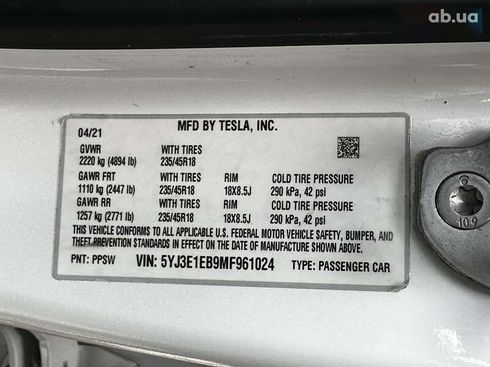 ab.ua
04/21 MFD BY TESLA, INC.
GVWR WITH TIRES
2220 kg (4894 lb) 235/45R18
GAWR FRT WITH TIRES RIM COLD TIRE PRESSURE
1110 kg (2447 lb) 235/45R18 18X8.5J 290 kPa, 42 psi
GAWR RR WITH TIRES RIM COLD TIRE PRESSURE
1257 kg (2771 lb) 235/45R18 18X8.5J 290 kPa, 42 psi
THIS VEHICLE CONFORMS TO ALL APPLICABLE U.S.
FEDERAL MOTOR VEHICLE SAFETY, BUMPER, AND
THEFT PREVENTION STANDARDS IN
EFFECT ON THE DATE OF MANUFACTURE SHOWN ABOVE.
PNT: PPSW VIN: 5YJ3E1EB9MF961024 TYPE: PASSENGER CAR
10.9